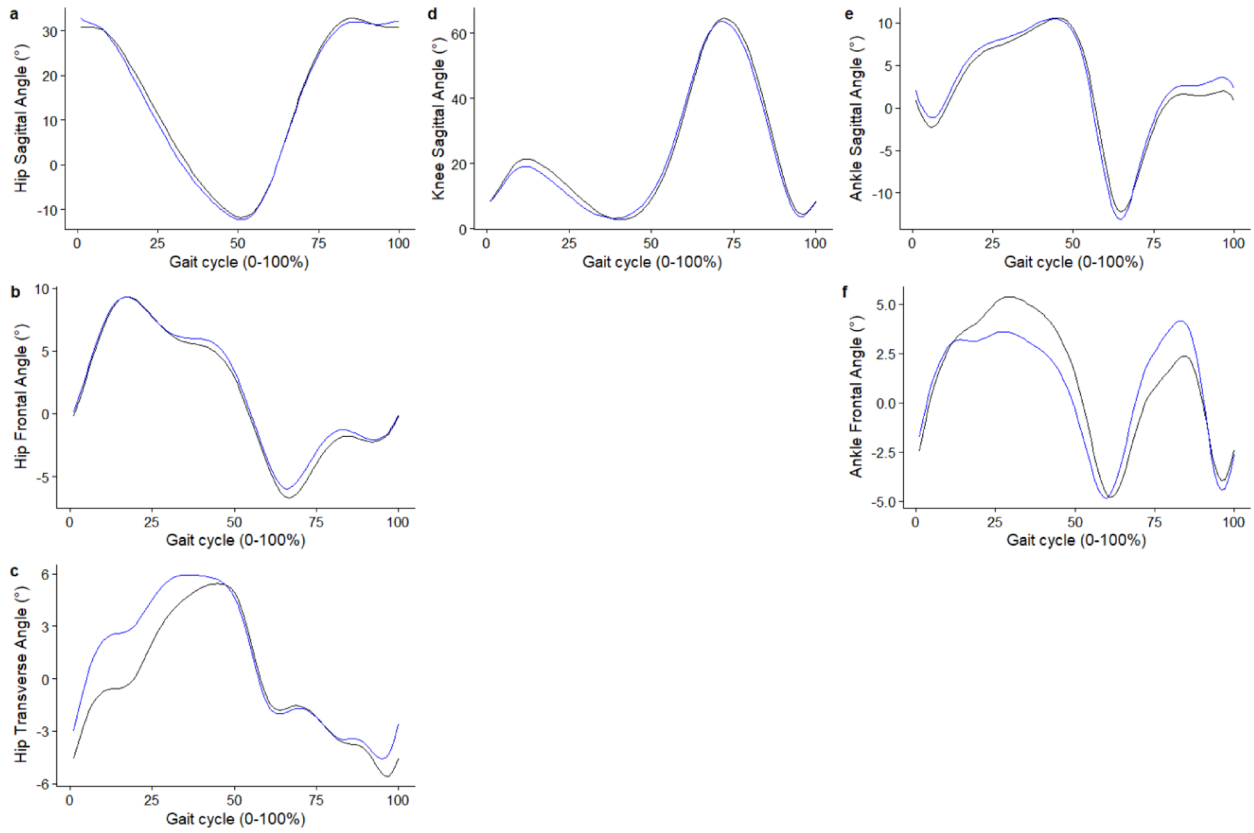 a
Hip Sagittal Angle (°)
30
20
10
0
-10
0 25 50 75 100
Gait cycle (0-100%)
d
Knee Sagittal Angle (°)
60
40
20
0
0 25 50 75 100
Gait cycle (0-100%)
e
Ankle Sagittal Angle (°)
10
5
0
-5
-10
0 25 50 75 100
Gait cycle (0-100%)
b
Hip Frontal Angle (°)
10
5
0
-5
0 25 50 75 100
Gait cycle (0-100%)
f
Ankle Frontal Angle (°)
5.0
2.5
0.0
-2.5
-5.0
0 25 50 75 100
Gait cycle (0-100%)
c
Hip Transverse Angle (°)
6
3
0
-3
-6
0 25 50 75 100
Gait cycle (0-100%)